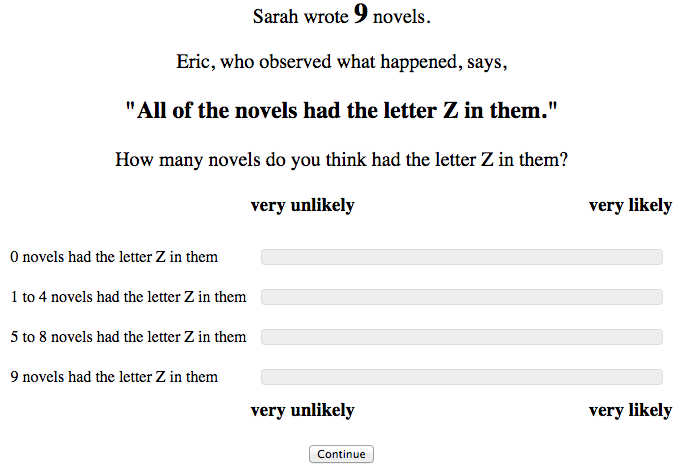 Sarah wrote 9 novels.
Eric, who observed what happened, says,
"All of the novels had the letter Z in them."
How many novels do you think had the letter Z in them?
very unlikely very likely
0 novels had the letter Z in them
1 to 4 novels had the letter Z in them
5 to 8 novels had the letter Z in them
9 novels had the letter Z in them
very unlikely very likely
Continue